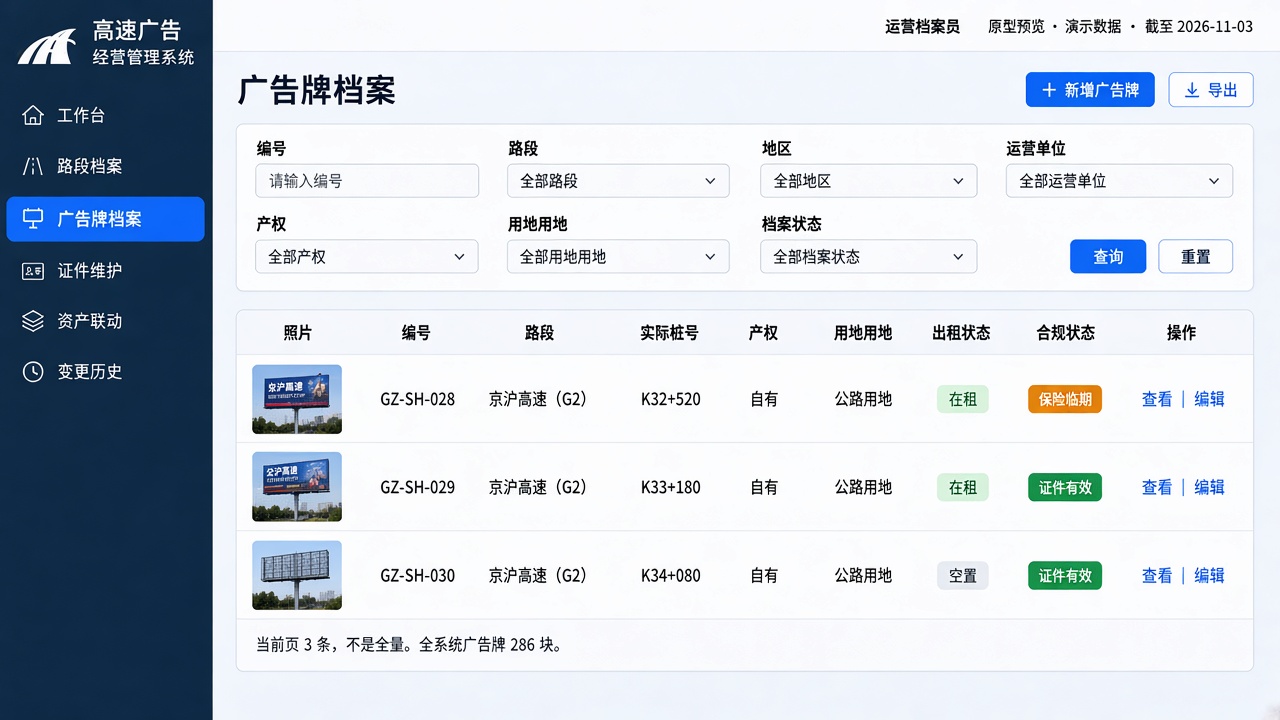 高速广告
经营管理系统
工作台
路段档案
广告牌档案
证件维护
资产联动
变更历史
运营档案员 原型预览 · 演示数据 · 截至 2026-11-03
广告牌档案
新增广告牌 导出
编号 路段 地区 运营单位
请输入编号 全部路段 全部地区 全部运营单位
产权 用地用地 档案状态
全部产权 全部用地用地 全部档案状态 查询 重置
照片 编号 路段 实际桩号 产权 用地用地 出租状态 合规状态 操作
京沪高速
GZ-SH-028 京沪高速（G2） K32+520 自有 公路用地 在租 保险临期 查看 | 编辑
GZ-SH-029 京沪高速（G2） K33+180 自有 公路用地 在租 证件有效 查看 | 编辑
GZ-SH-030 京沪高速（G2） K34+080 自有 公路用地 空置 证件有效 查看 | 编辑
当前页 3 条，不是全量。全系统广告牌 286 块。